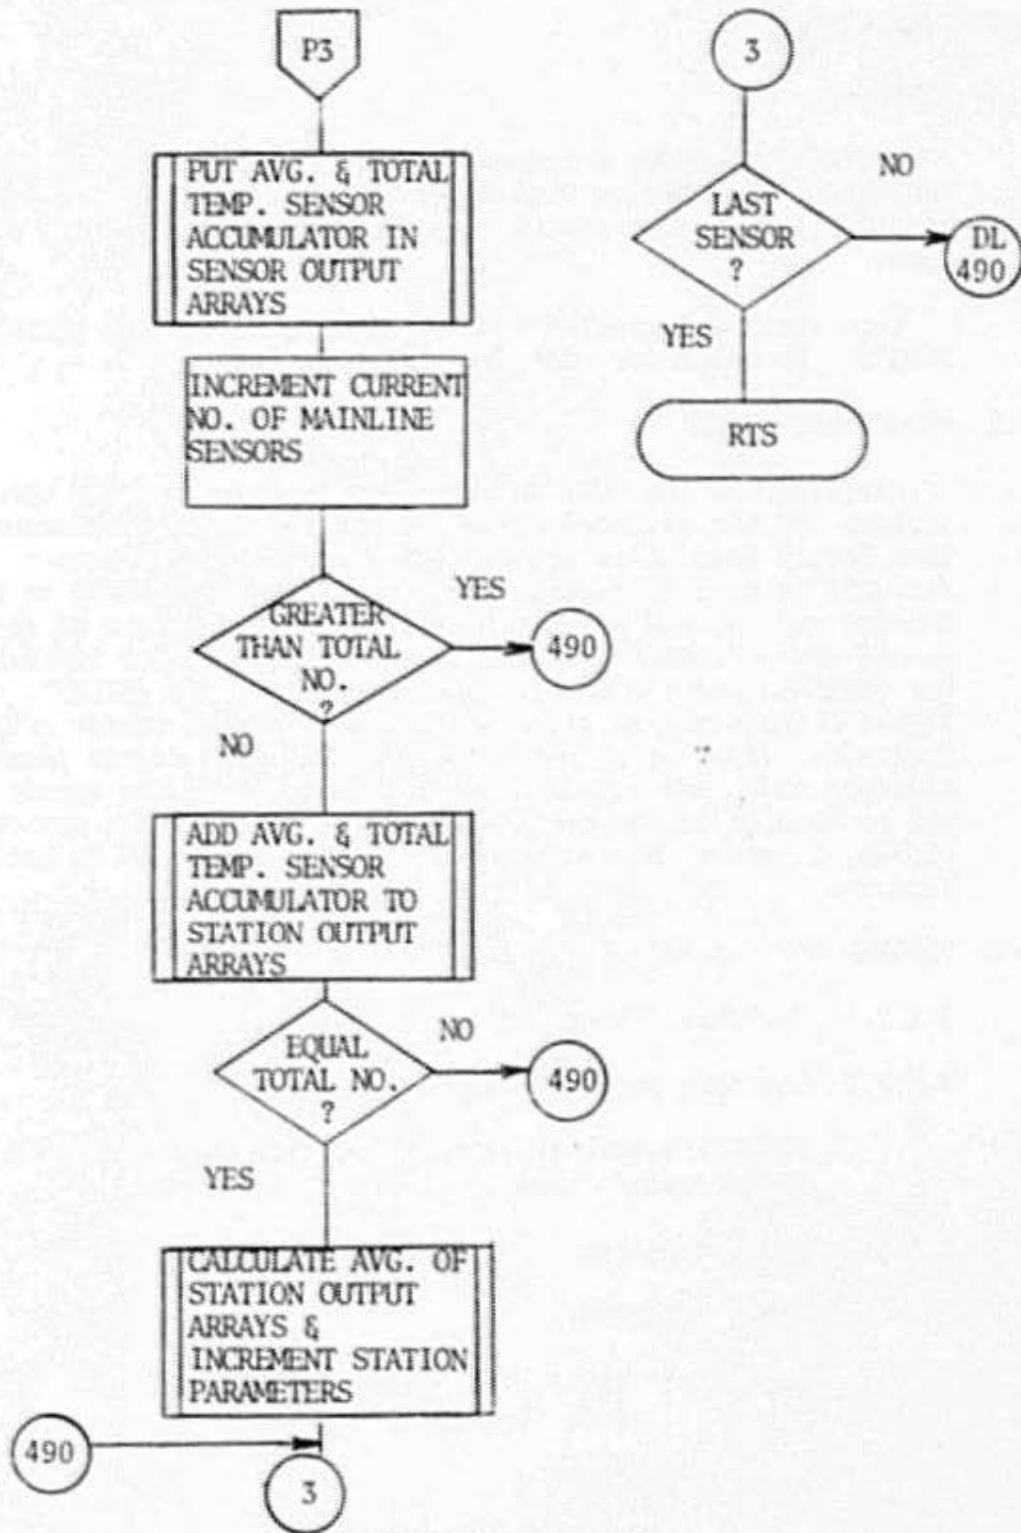 P3
PUT AVG. & TOTAL
TEMP. SENSOR
ACCUMULATOR IN
SENSOR OUTPUT
ARRAYS
INCREMENT CURRENT
NO. OF MAINLINE
SENSORS
GREATER
THAN TOTAL
NO.
?
YES
490
NO
ADD AVG. & TOTAL
TEMP. SENSOR
ACCUMULATOR TO
STATION OUTPUT
ARRAYS
EQUAL
TOTAL NO.
?
NO
490
YES
CALCULATE AVG. OF
STATION OUTPUT
ARRAYS &
INCREMENT STATION
PARAMETERS
490
3
3
LAST
SENSOR
?
NO
DL
490
YES
RTS